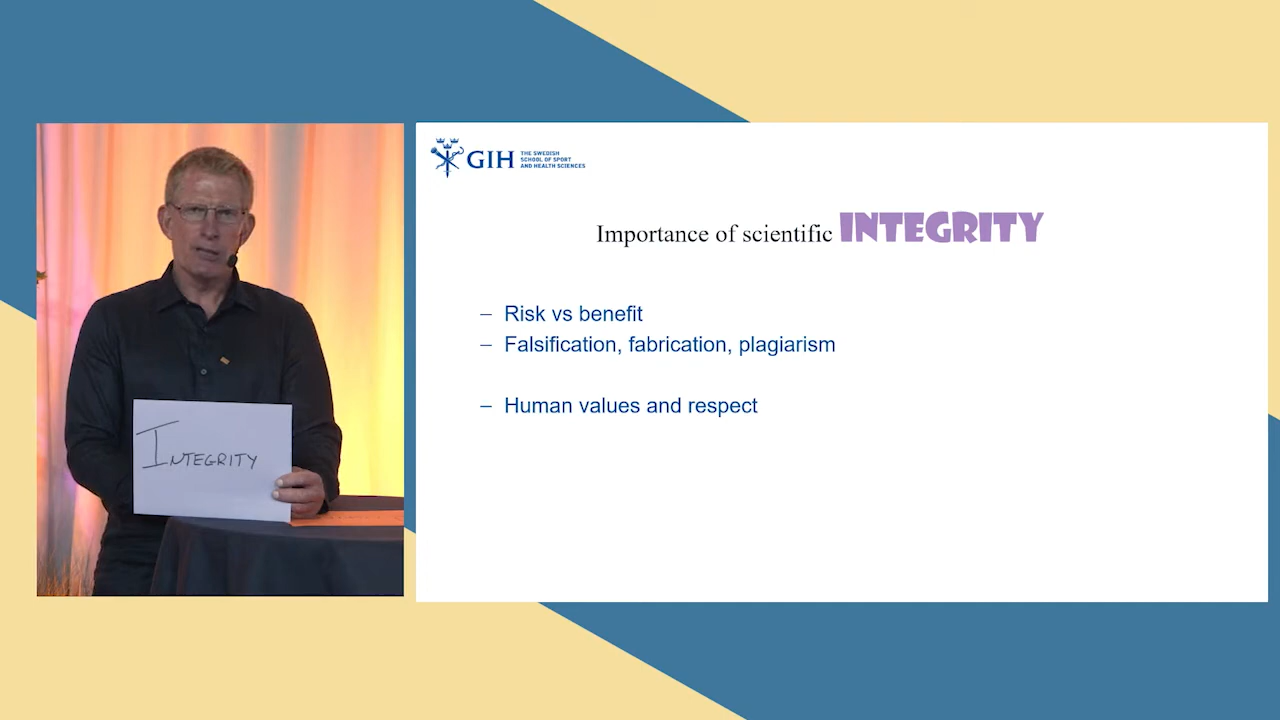 INTEGRITY
GIH
THE SWEDISH
SCHOOL OF SPORT
AND HEALTH SCIENCES
Importance of scientific INTEGRITY
– Risk vs benefit
– Falsification, fabrication, plagiarism
– Human values and respect